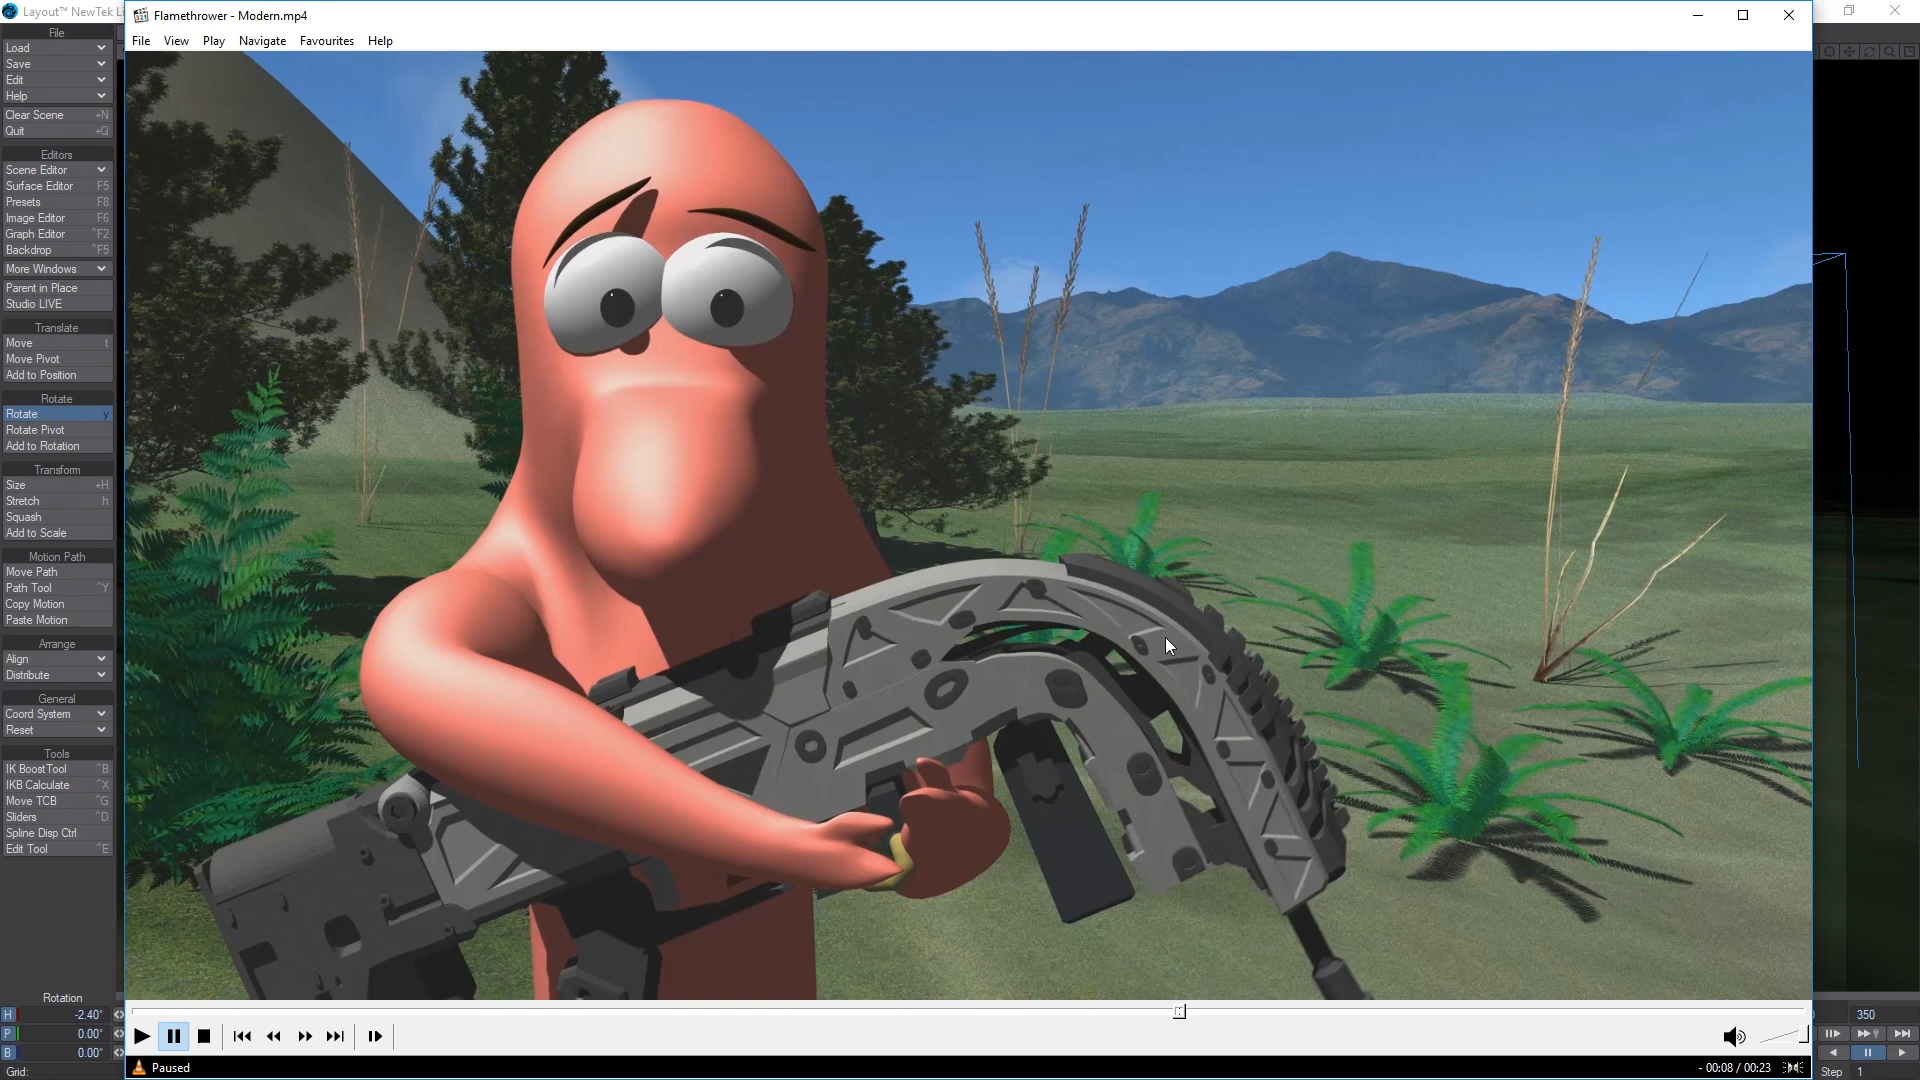 Layout™ NewTek Li
Flamethrower - Modern.mp4
File View Play Navigate Favourites Help
File
Load
Save
Edit
Help
Clear Scene +N
Quit +Q
Editors
Scene Editor
Surface Editor F5
Presets F8
Image Editor F6
Graph Editor ^F2
Backdrop ^F5
More Windows
Parent in Place
Studio LIVE
Translate
Move t
Move Pivot
Add to Position
Rotate
Rotate y
Rotate Pivot
Add to Rotation
Transform
Size +H
Stretch h
Squash
Add to Scale
Motion Path
Move Path
Path Tool ^Y
Copy Motion
Paste Motion
Arrange
Align
Distribute
General
Coord System
Reset
Tools
IK BoostTool ^B
IKB Calculate ^X
Move TCB ^G
Sliders ^D
Spline Disp Ctrl
Edit Tool ^E
Rotation
H -2.40°
P 0.00°
B 0.00°
Grid:
350
Step 1
Paused
- 00:08 / 00:23